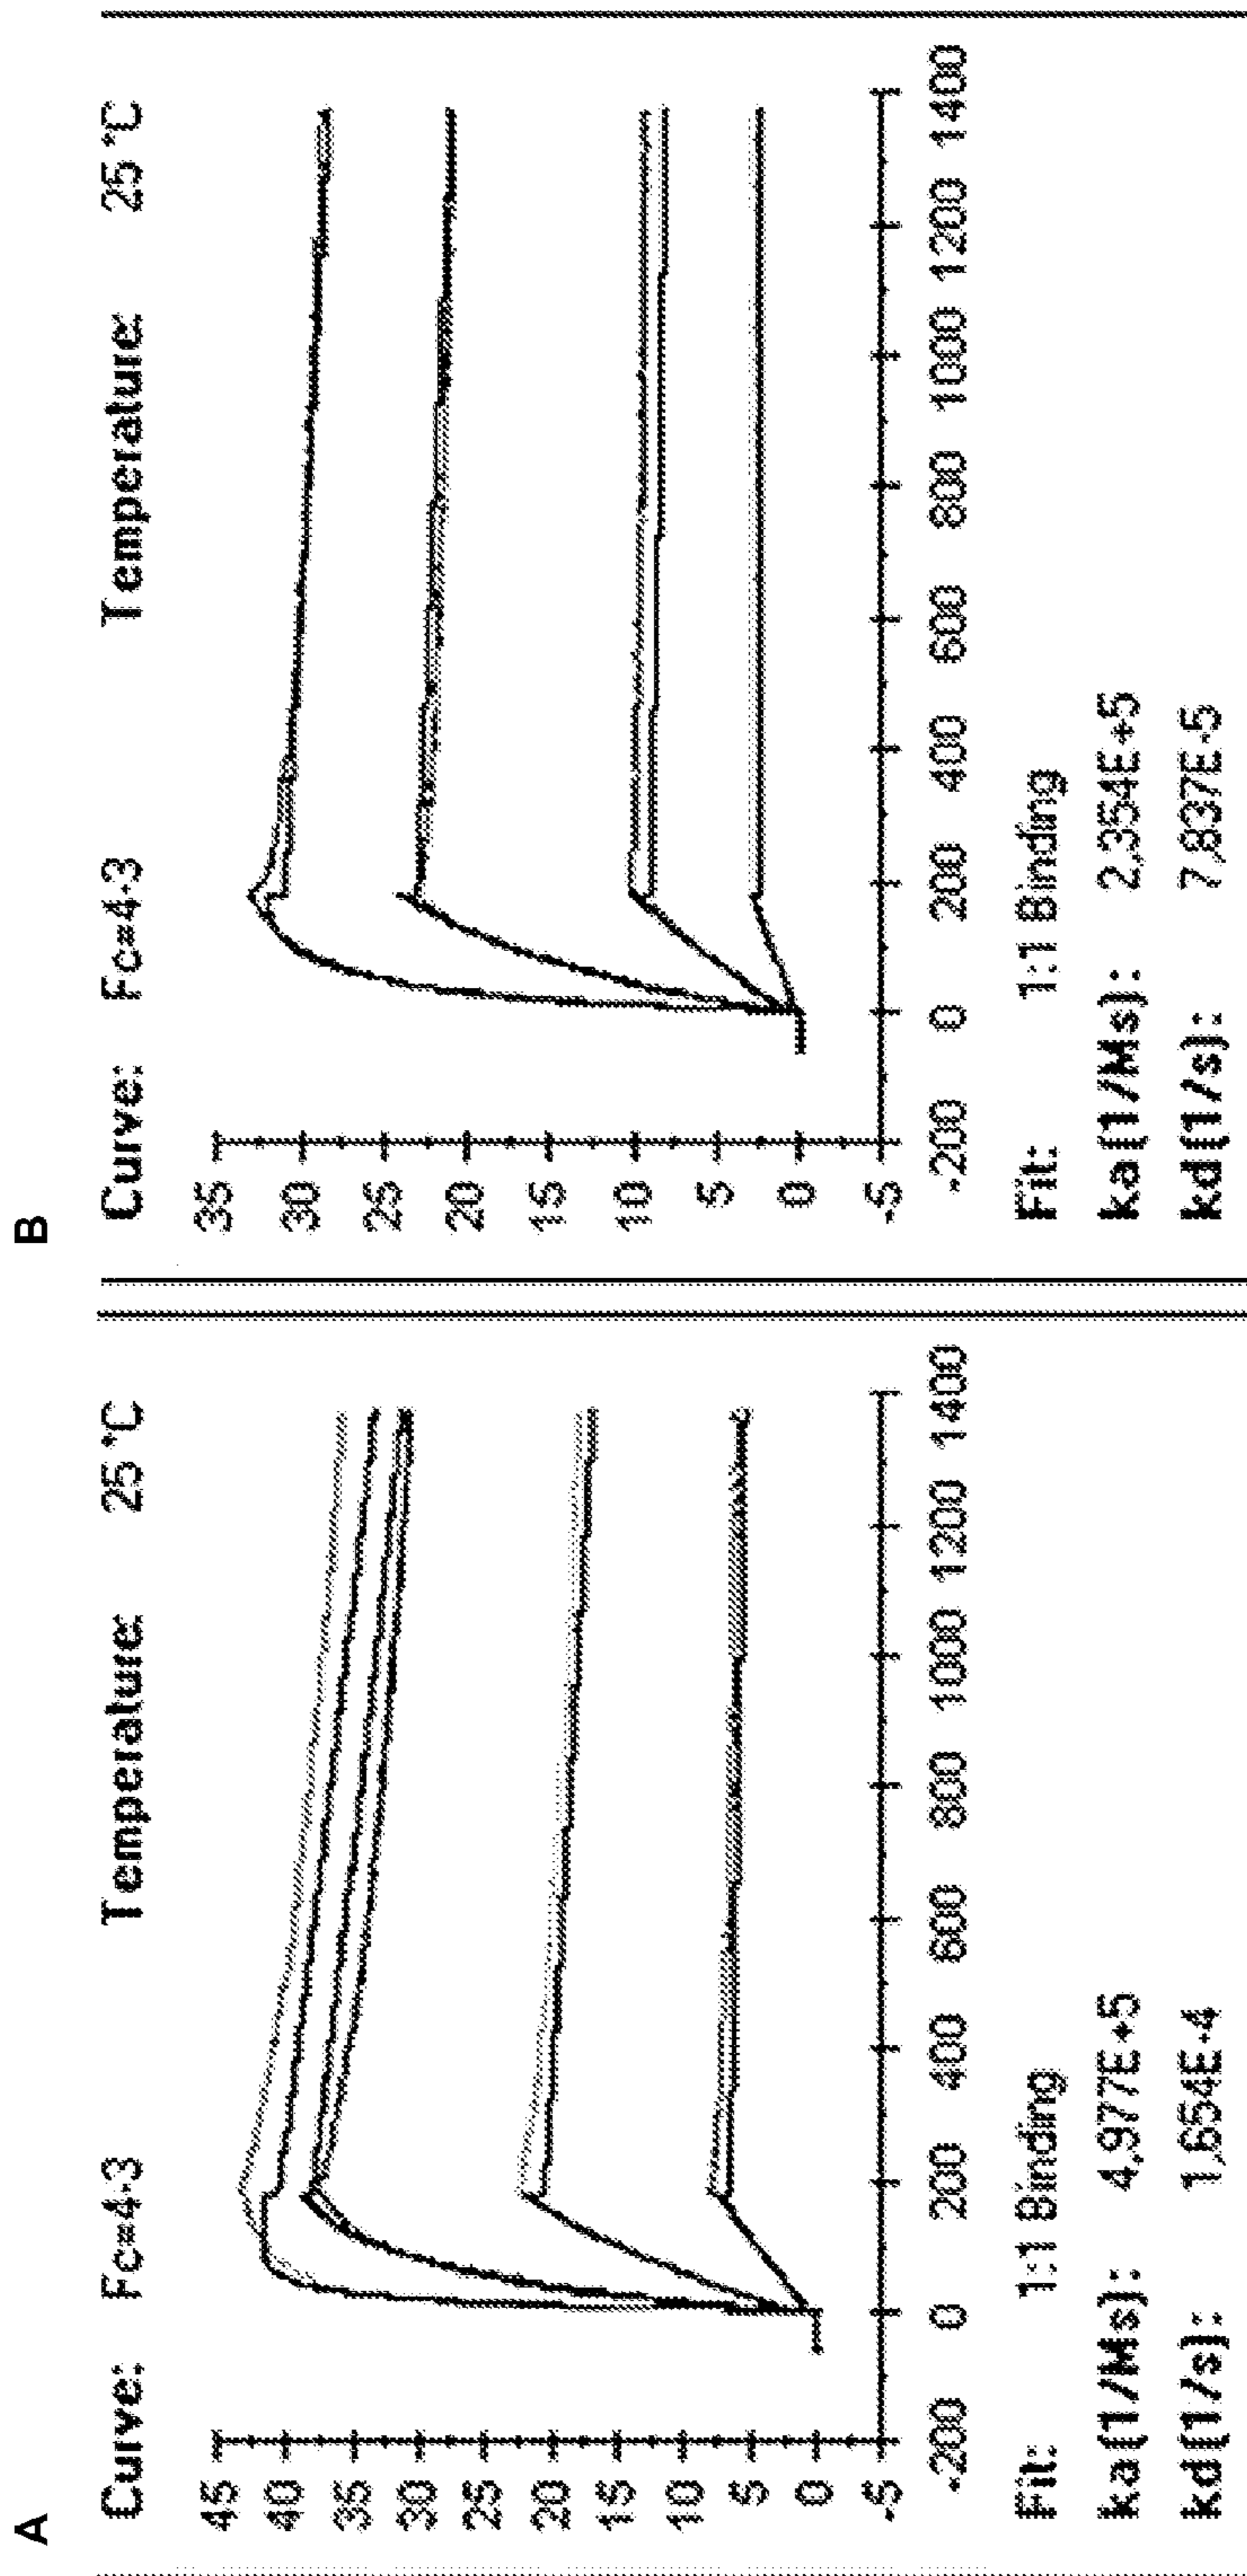 A
Curve: Fc=4-3 Temperature: 25 °C
45
40
35
30
25
20
15
10
5
0
-5
-200 0 200 400 600 800 1000 1200 1400
Fit: 1:1 Binding
ka(1/Ms): 4,977E+5
kd(1/s): 1,654E-4
B
Curve: Fc=4-3 Temperature: 25 °C
35
30
25
20
15
10
5
0
-5
-200 0 200 400 600 800 1000 1200 1400
Fit: 1:1 Binding
ka(1/Ms): 2,354E+5
kd(1/s): 7,837E-5